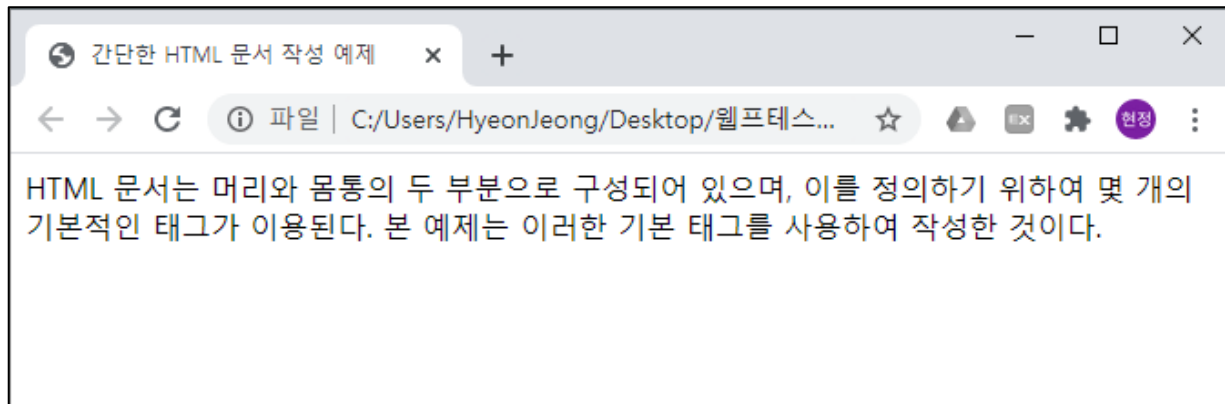 간단한 HTML 문서 작성 예제
파일 C:/Users/HyeonJeong/Desktop/웹프테스...
EX
현정
HTML 문서는 머리와 몸통의 두 부분으로 구성되어 있으며, 이를 정의하기 위하여 몇 개의
기본적인 태그가 이용된다. 본 예제는 이러한 기본 태그를 사용하여 작성한 것이다.